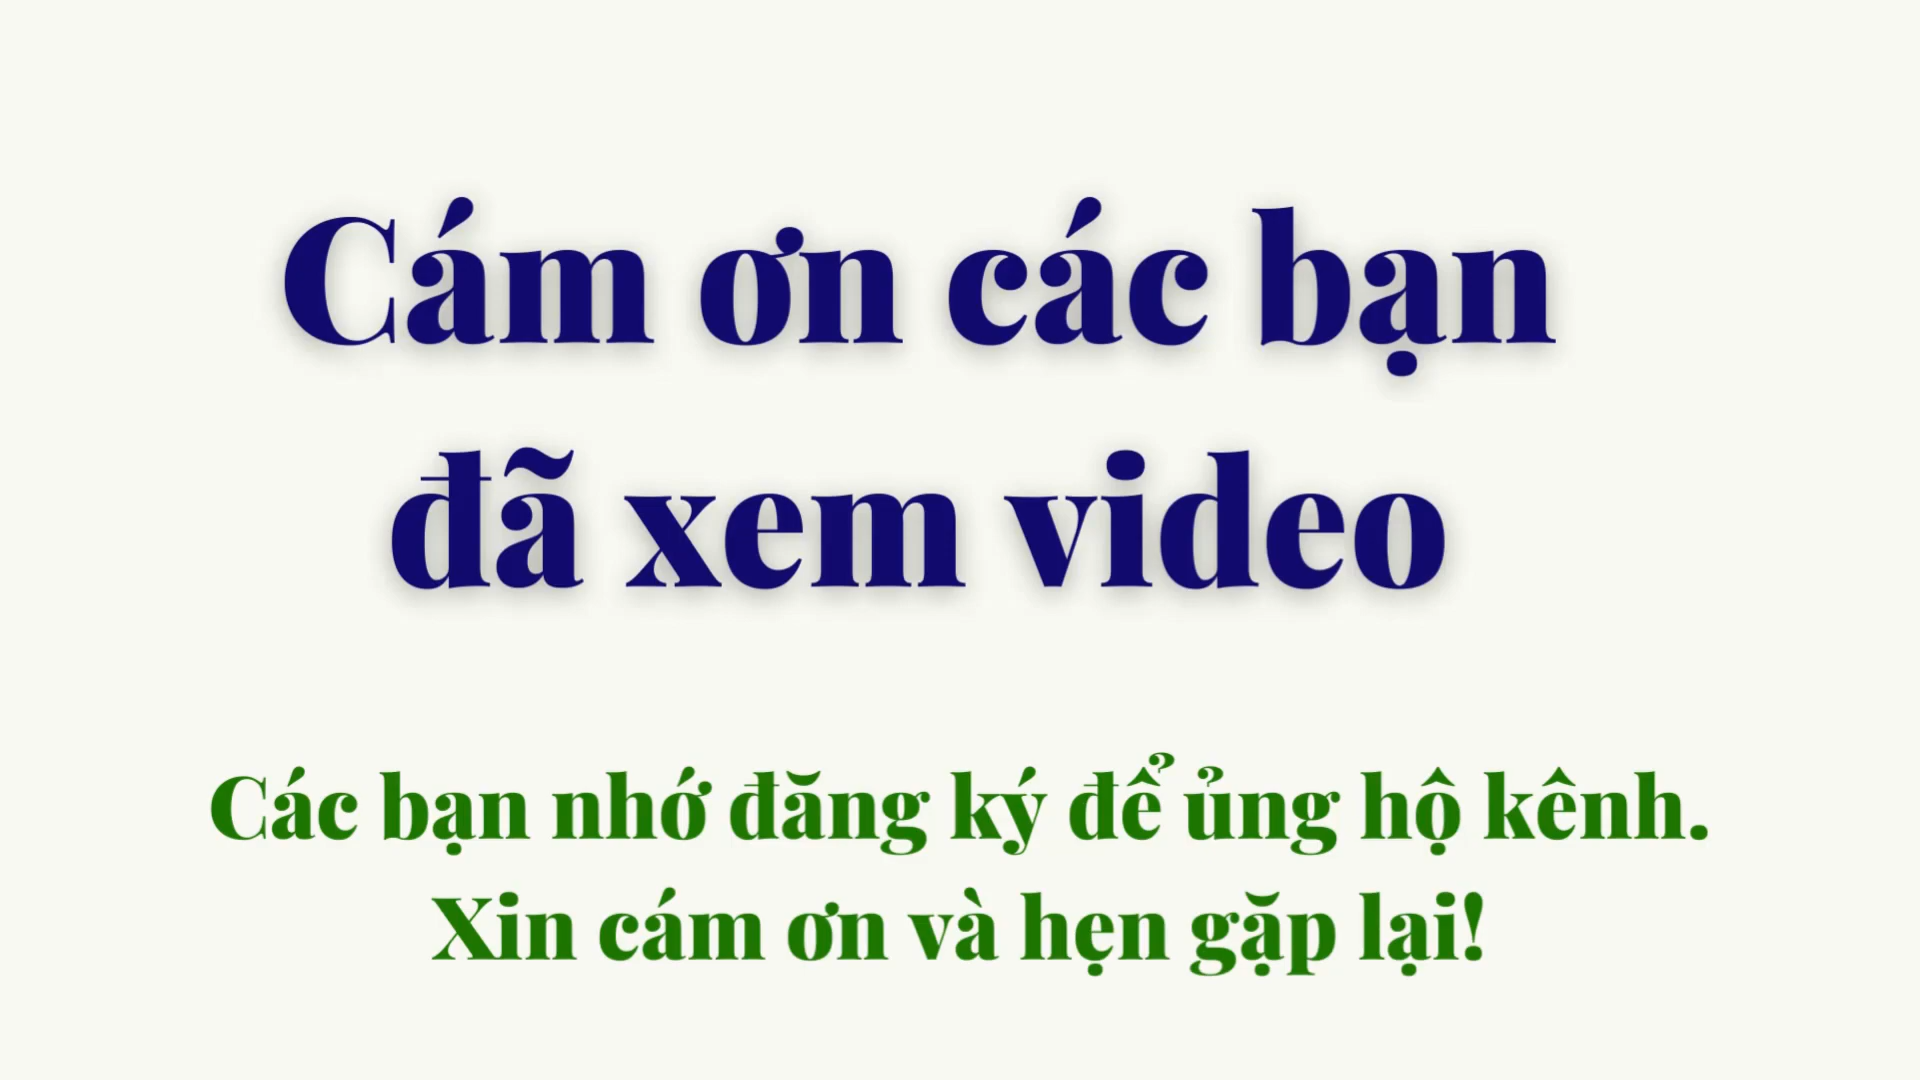 Cám ơn các bạn
đã xem video
Các bạn nhớ đăng ký để ủng hộ kênh.
Xin cám ơn và hẹn gặp lại!